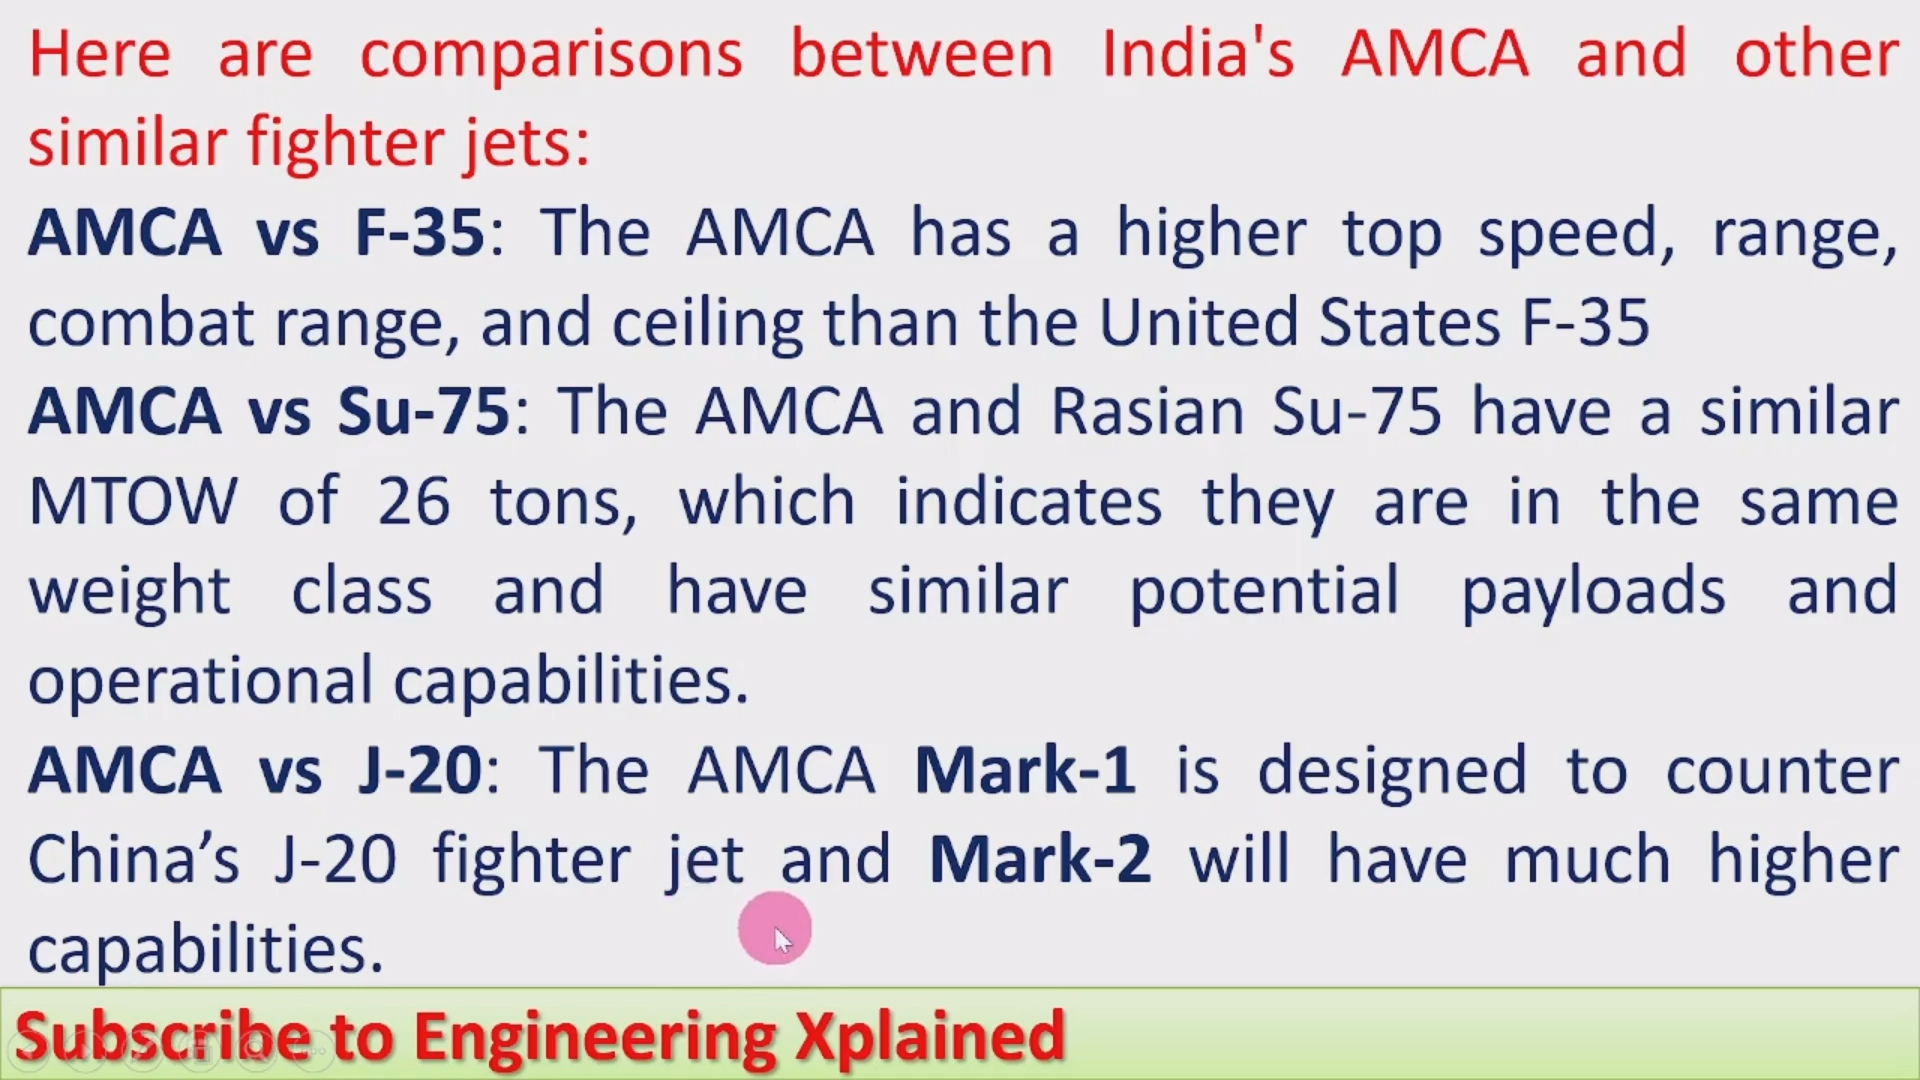 Here are comparisons between India's AMCA and other
similar fighter jets:
AMCA vs F-35: The AMCA has a higher top speed, range,
combat range, and ceiling than the United States F-35
AMCA vs Su-75: The AMCA and Rasian Su-75 have a similar
MTOW of 26 tons, which indicates they are in the same
weight class and have similar potential payloads and
operational capabilities.
AMCA vs J-20: The AMCA Mark-1 is designed to counter
China’s J-20 fighter jet and Mark-2 will have much higher
capabilities.
Subscribe to Engineering Xplained